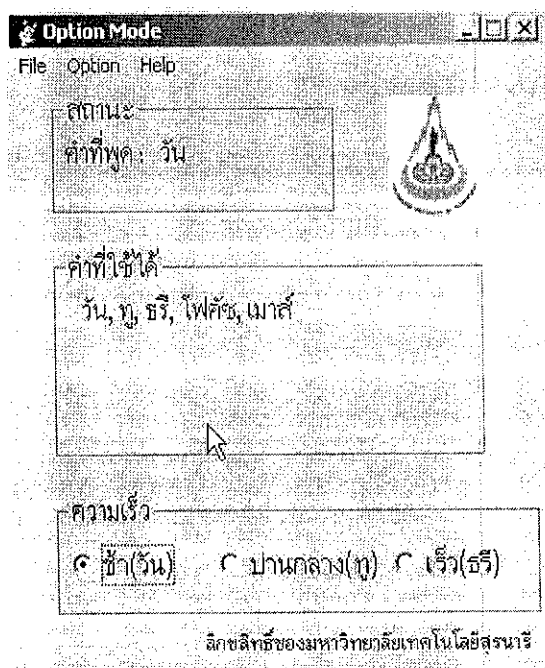 Option Mode
File Option Help
สถานะ
คำที่พูด : วัน
คำที่ใช้ได้
วัน, ทู, ธรี, โฟคัซ, เมาส์
ความเร็ว
ช้า(วัน) ปานกลาง(ทู) เร็ว(ธรี)
ลิกขสิทธิ์ของมหาวิทยาลัยเทคโนโลยีสุรนารี